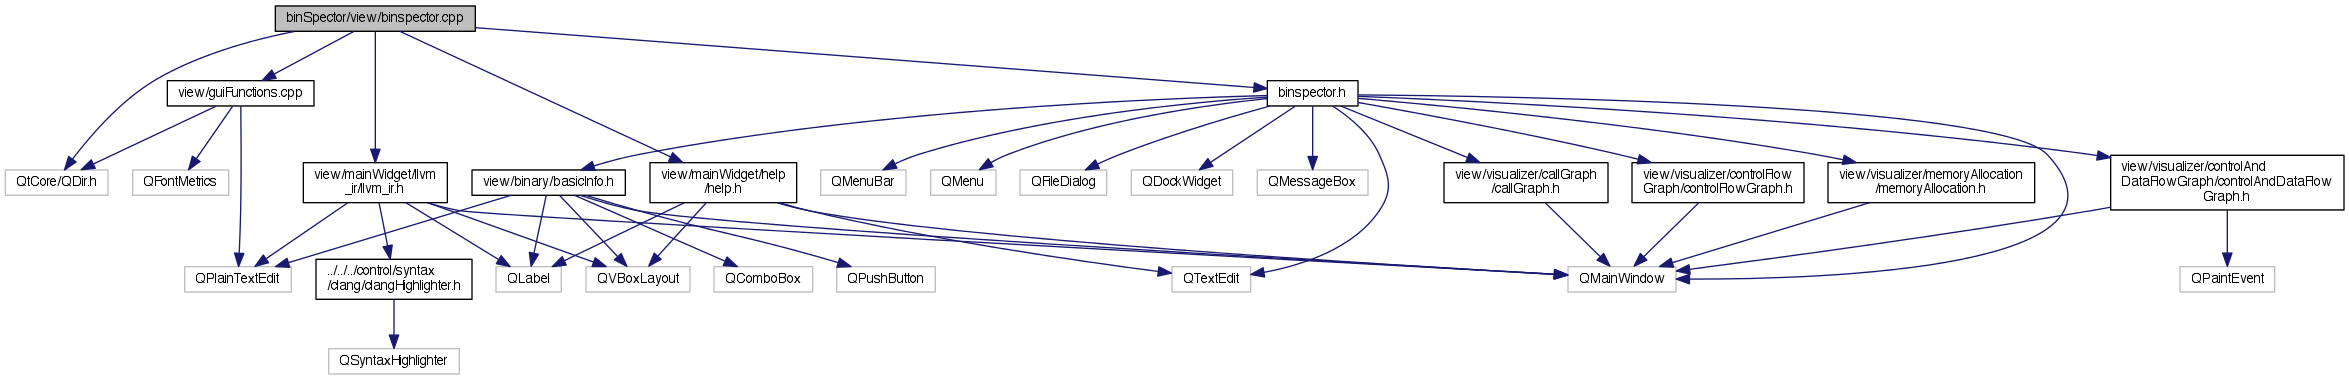 binSpector/view/binspector.cpp
view/guiFunctions.cpp
binspector.h
QtCore/QDir.h
QFontMetrics
view/mainWidget/llvm
_ir/llvm_ir.h
view/binary/basicInfo.h
view/mainWidget/help
/help.h
QMenuBar
QMenu
QFileDialog
QDockWidget
QMessageBox
view/visualizer/callGraph
/callGraph.h
view/visualizer/controlFlow
Graph/controlFlowGraph.h
view/visualizer/memoryAllocation
/memoryAllocation.h
view/visualizer/controlAnd
DataFlowGraph/controlAndDataFlow
Graph.h
QPlainTextEdit
../../../control/syntax
/clang/clangHighlighter.h
QLabel
QVBoxLayout
QComboBox
QPushButton
QTextEdit
QMainWindow
QPaintEvent
QSyntaxHighlighter